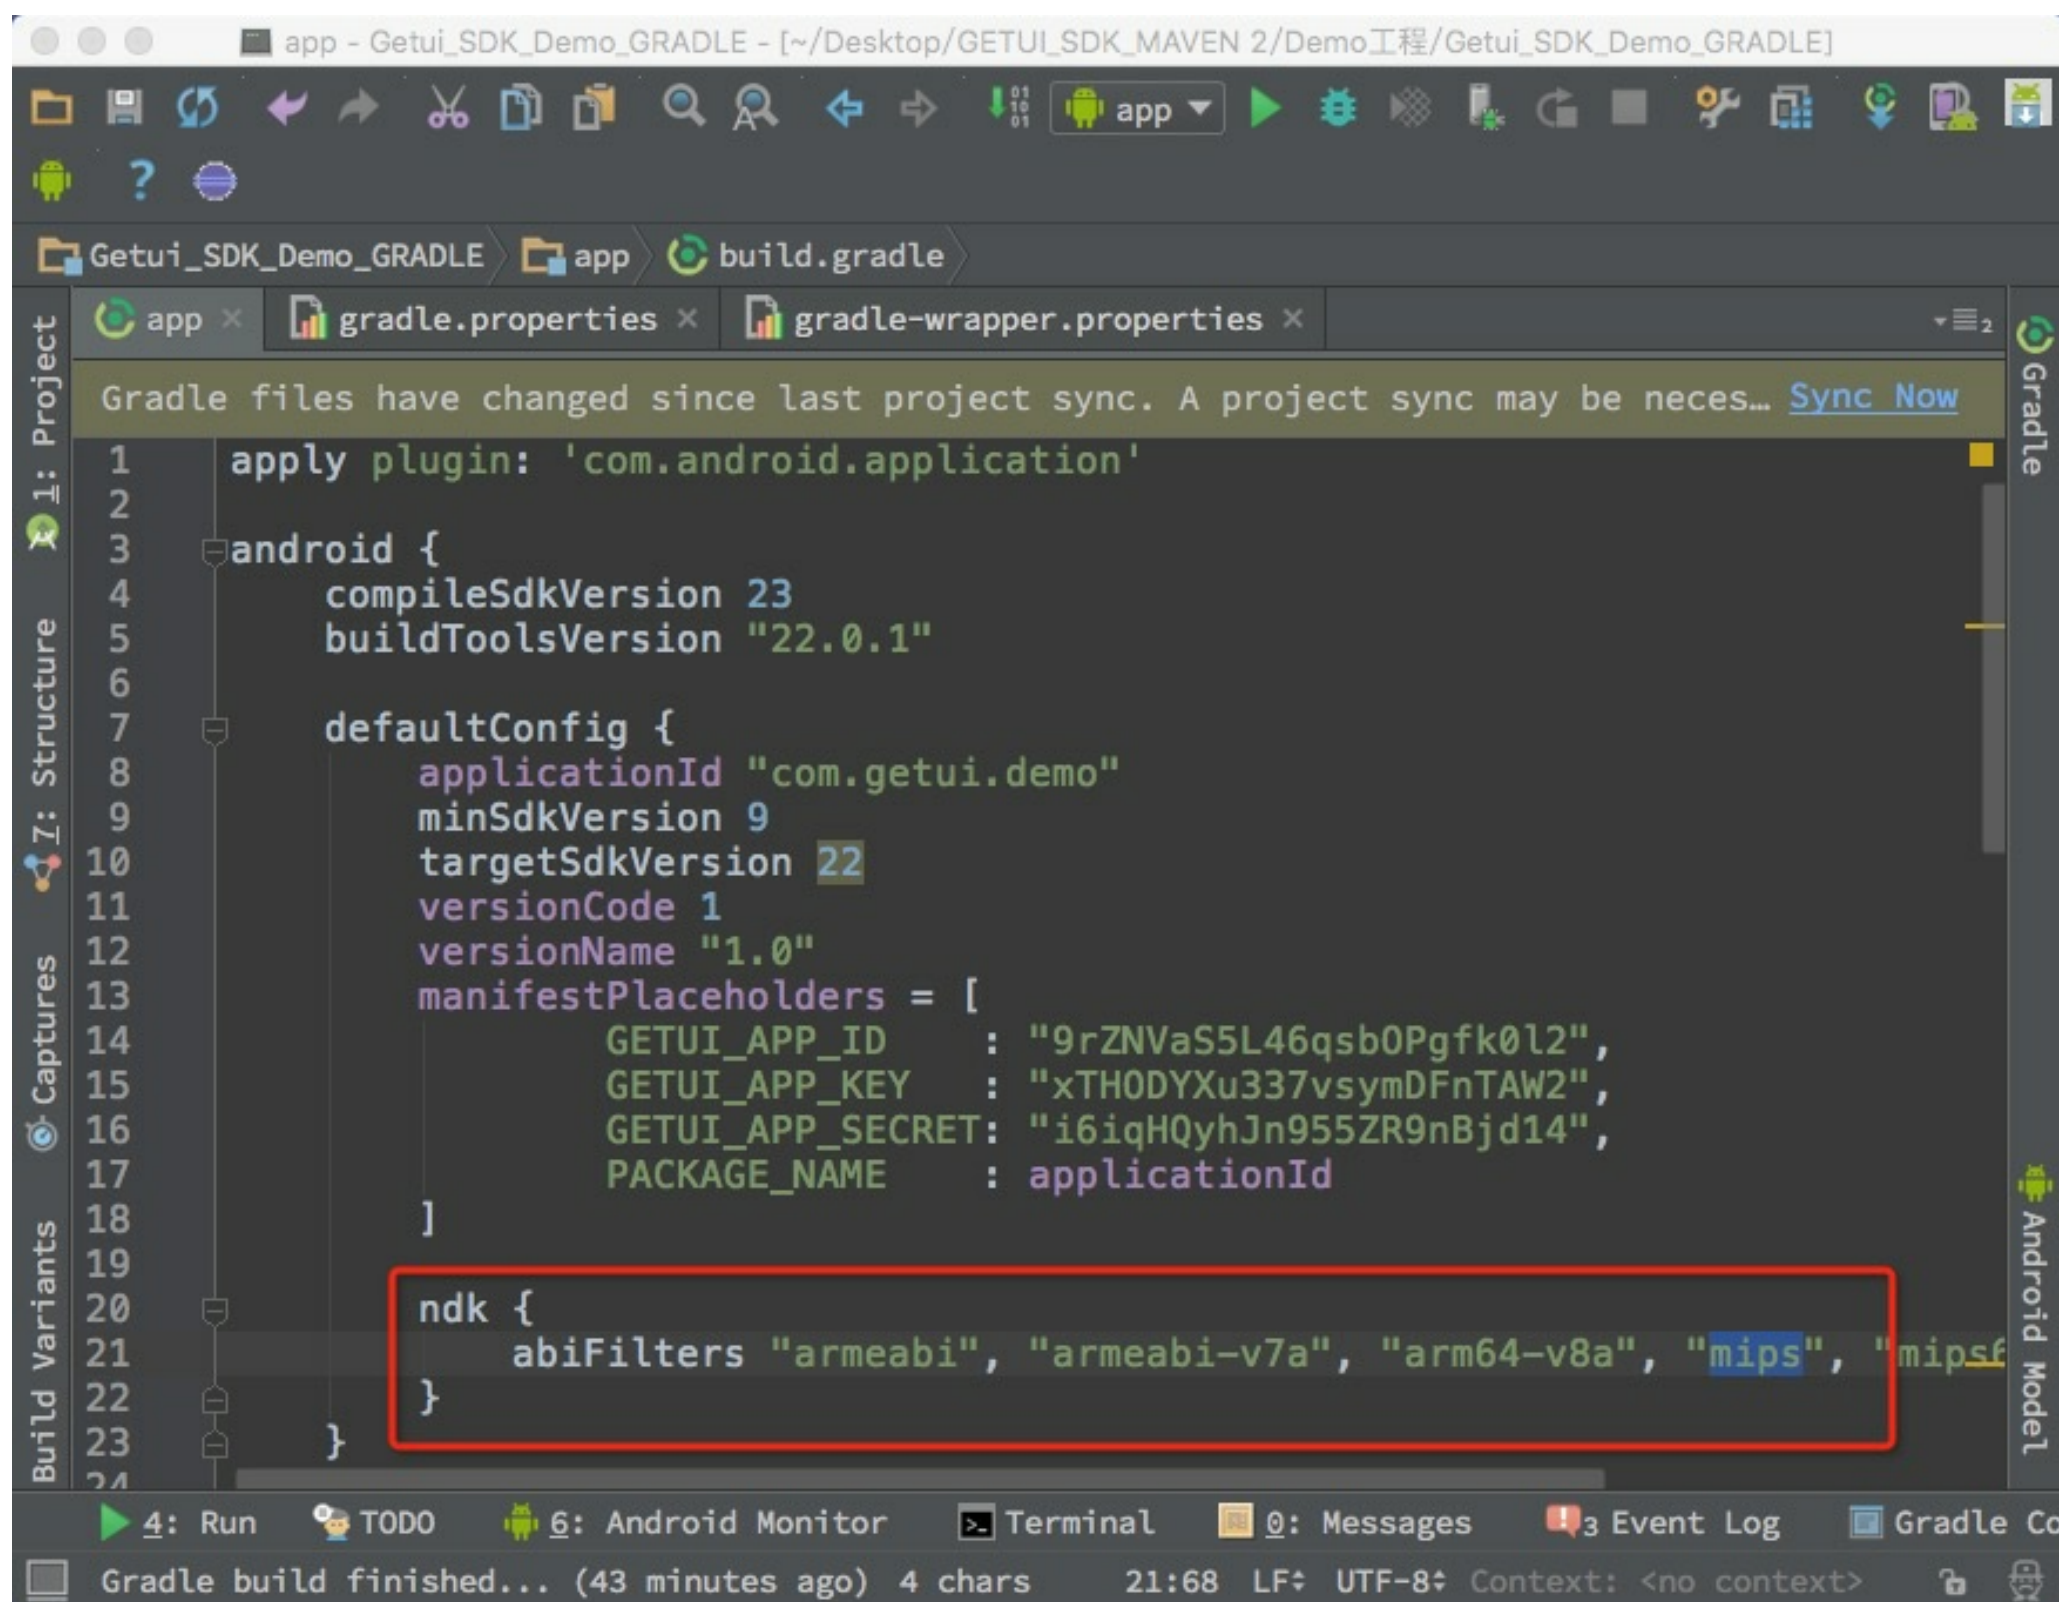 app - Getui_SDK_Demo_GRADLE - [~/Desktop/GETUI_SDK_MAVEN 2/Demo工程/Getui_SDK_Demo_GRADLE]
app
Getui_SDK_Demo_GRADLE app build.gradle
app gradle.properties gradle-wrapper.properties
Gradle files have changed since last project sync. A project sync may be neces… Sync Now
1 apply plugin: 'com.android.application'
2
3 android {
4 compileSdkVersion 23
5 buildToolsVersion "22.0.1"
6
7 defaultConfig {
8 applicationId "com.getui.demo"
9 minSdkVersion 9
10 targetSdkVersion 22
11 versionCode 1
12 versionName "1.0"
13 manifestPlaceholders = [
14 GETUI_APP_ID : "9rZNVaS5L46qsbOPgfk0l2",
15 GETUI_APP_KEY : "xTHODYXu337vsymDFnTAW2",
16 GETUI_APP_SECRET: "i6iqHQyhJn955ZR9nBjd14",
17 PACKAGE_NAME : applicationId
18 ]
19
20 ndk {
21 abiFilters "armeabi", "armeabi-v7a", "arm64-v8a", "mips", "mips6
22 }
23 }
24
1: Project
7: Structure
Captures
Build Variants
Gradle
Android Model
4: Run TODO 6: Android Monitor Terminal 0: Messages 3 Event Log Gradle Co
Gradle build finished... (43 minutes ago) 4 chars 21:68 LF UTF-8 Context: <no context>